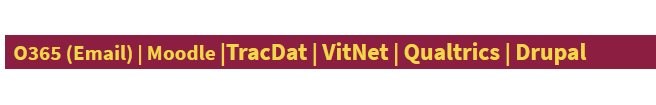 O365 (Email) | Moodle |TracDat | VitNet | Qualtrics | Drupal